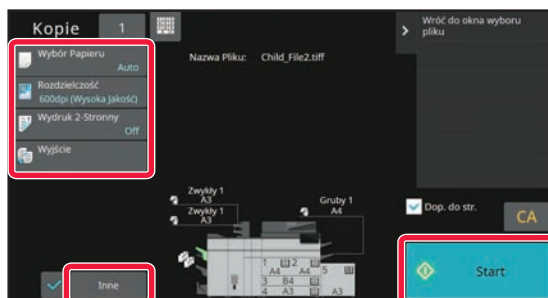 Kopie 1
Wybór Papieru
Auto
Rozdzielczość
600dpi (Wysoka Jakość)
Wydruk 2-Stronny
Off
Wyjście
Nazwa Pliku: Child_File2.tiff
Wróć do okna wyboru
pliku
Zwykły 1
A3
Zwykły 1
A3
Gruby 1
A4
1 2
A4 A4 5
3 B4
4 A3 A3
Dop. do str.
CA
Inne
Start